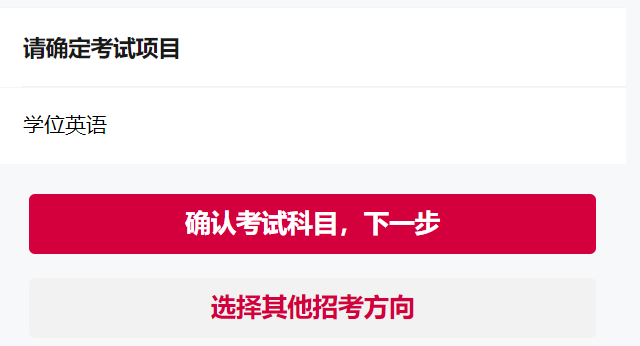 请确定考试项目
学位英语
确认考试科目，下一步
选择其他招考方向